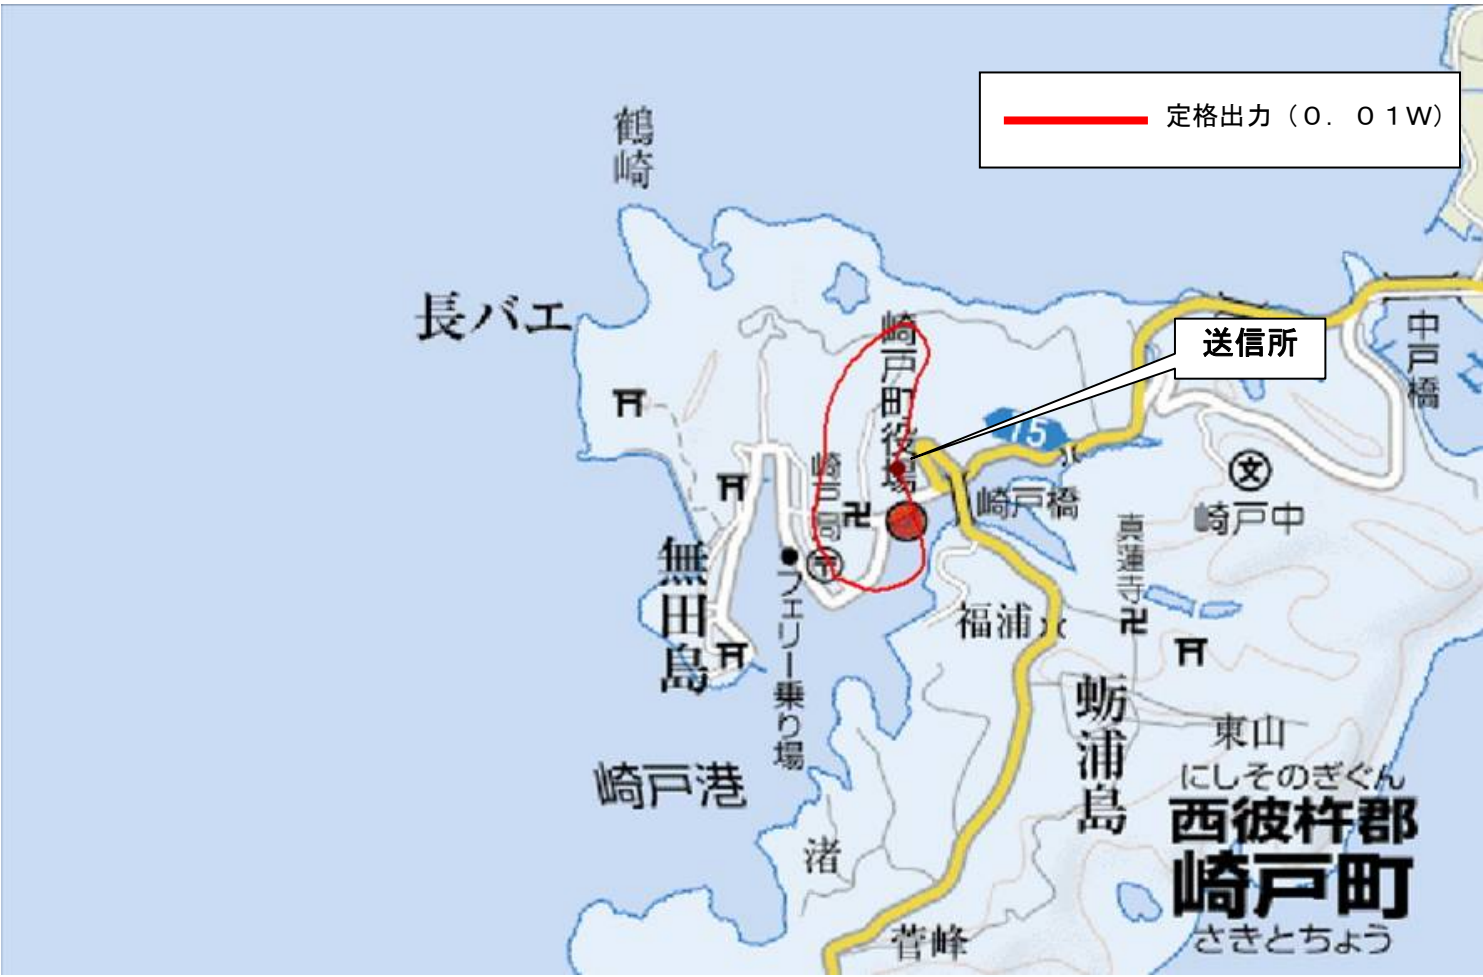 定格出力（０．０１Ｗ）
鶴崎
長バエ
崎戸町役場
送信所
中戸橋
15
崎戸橋
崎戸中
真蓮寺
無田島
フェリー乗り場
福浦
蛎浦島
東山
崎戸港
にしそのぎぐん
西彼杵郡
崎戸町
さきとちょう
渚
菅峰